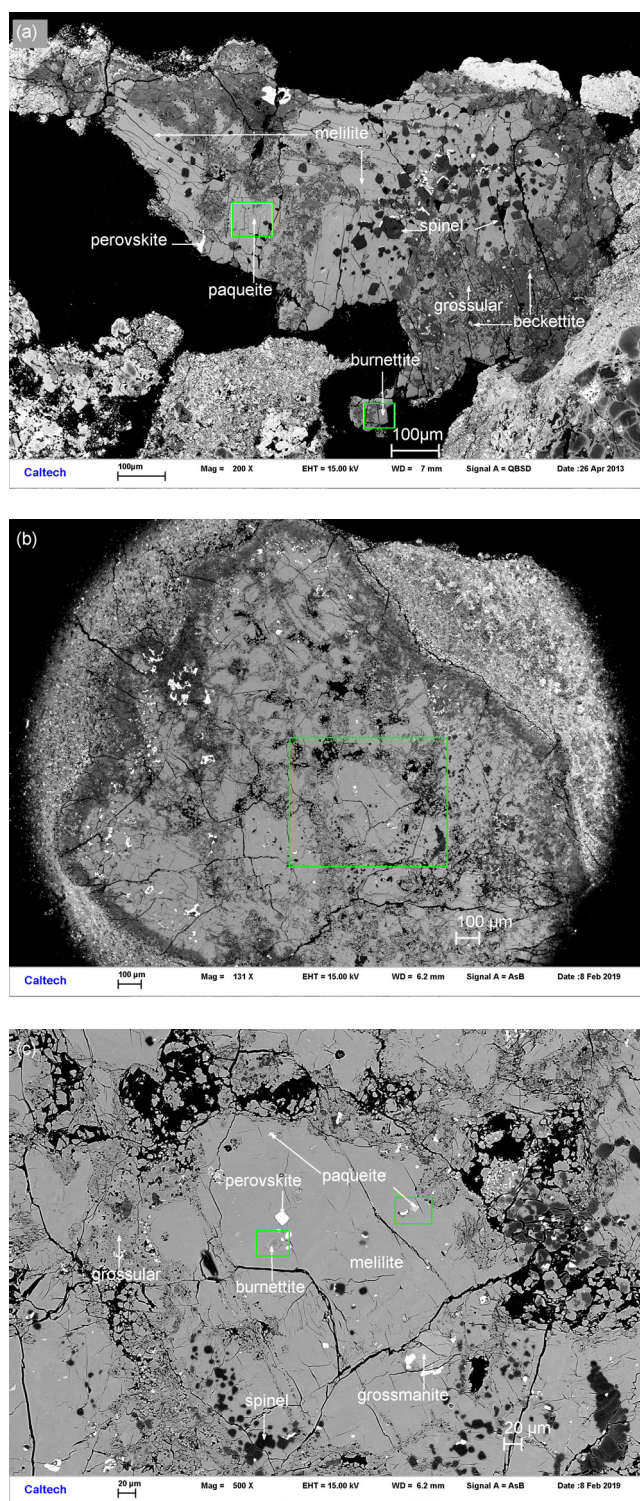 (a)
melilite
perovskite
spinel
paqueite
grossular
beckettite
burnettite
100µm
Caltech 100µm Mag = 200 X EHT = 15.00 kV WD = 7 mm Signal A = QBSD Date :26 Apr 2013
(b)
100 µm
Caltech 100 µm Mag = 131 X EHT = 15.00 kV WD = 6.2 mm Signal A = AsB Date :8 Feb 2019
(c)
paqueite
perovskite
melilite
grossular
burnettite
grossmanite
spinel
20 µm
Caltech 20 µm Mag = 500 X EHT = 15.00 kV WD = 6.2 mm Signal A = AsB Date :8 Feb 2019